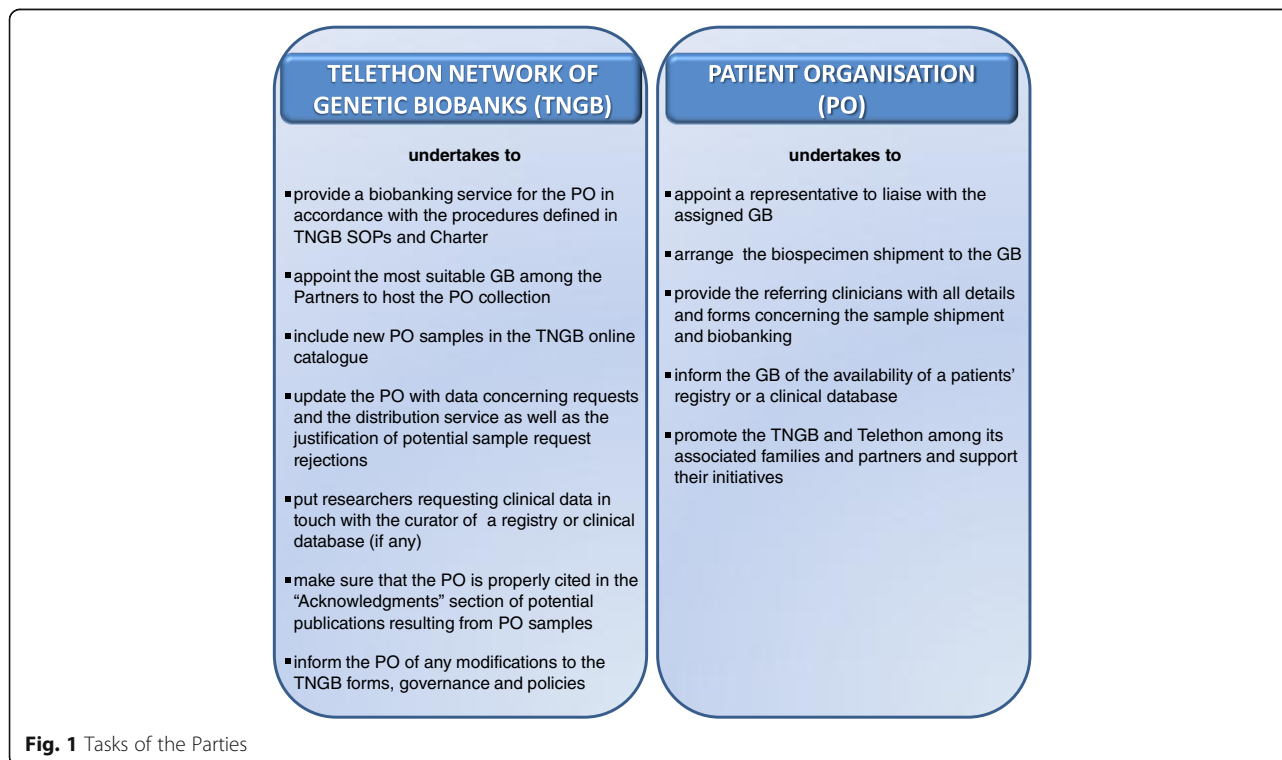 TELETHON NETWORK OF
GENETIC BIOBANKS (TNGB)
undertakes to
▪provide a biobanking service for the PO in
accordance with the procedures defined in
TNGB SOPs and Charter
▪appoint the most suitable GB among the
Partners to host the PO collection
▪include new PO samples in the TNGB online
catalogue
▪update the PO with data concerning requests
and the distribution service as well as the
justification of potential sample request
rejections
▪put researchers requesting clinical data in
touch with the curator of a registry or clinical
database (if any)
▪make sure that the PO is properly cited in the
“Acknowledgments” section of potential
publications resulting from PO samples
▪inform the PO of any modifications to the
TNGB forms, governance and policies
PATIENT ORGANISATION
(PO)
undertakes to
▪appoint a representative to liaise with the
assigned GB
▪arrange the biospecimen shipment to the GB
▪provide the referring clinicians with all details
and forms concerning the sample shipment
and biobanking
▪inform the GB of the availability of a patients’
registry or a clinical database
▪promote the TNGB and Telethon among its
associated families and partners and support
their initiatives
Fig. 1 Tasks of the Parties